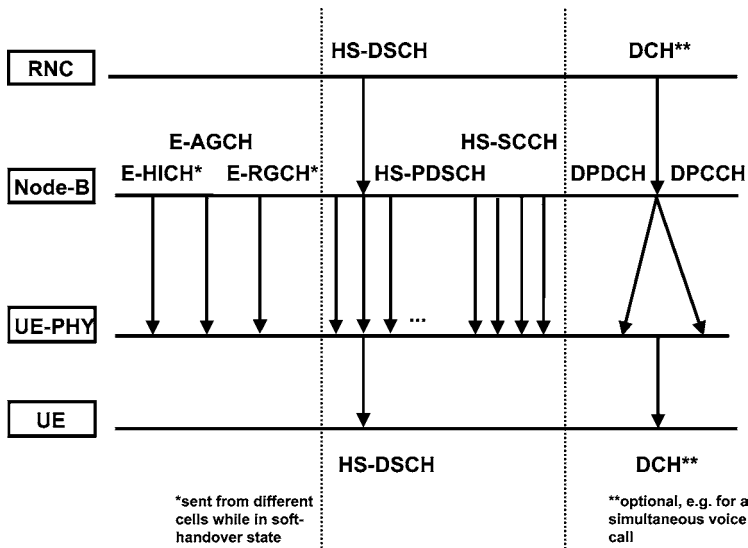 HS-DSCH DCH**
RNC
E-AGCH HS-SCCH
E-HICH* E-RGCH* HS-PDSCH DPDCH DPCCH
Node-B
...
UE-PHY
UE
HS-DSCH DCH**
*sent from different
cells while in soft-
handover state
**optional, e.g. for a
simultaneous voice
call